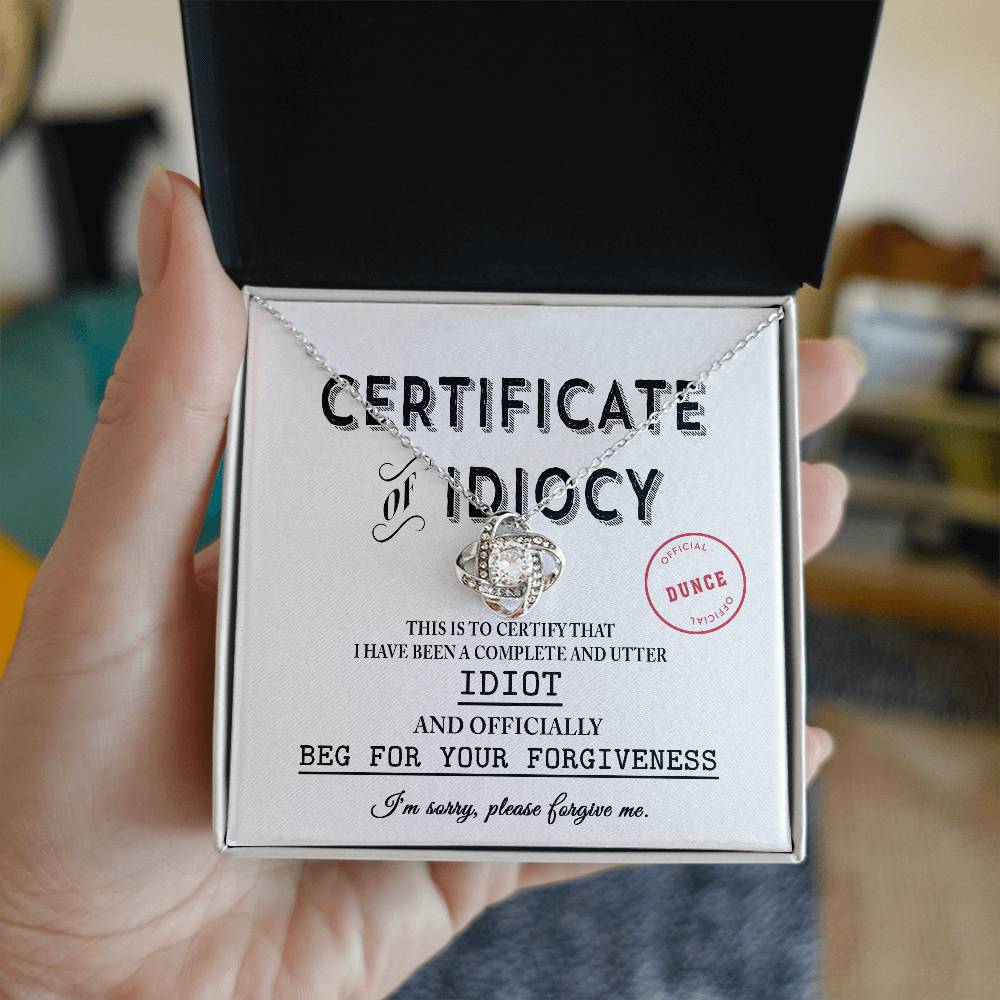 CERTIFICATE
OF IDIOCY
OFFICIAL
DUNCE
OFFICIAL
THIS IS TO CERTIFY THAT
I HAVE BEEN A COMPLETE AND UTTER
IDIOT
AND OFFICIALLY
BEG FOR YOUR FORGIVENESS
I'm sorry, please forgive me.